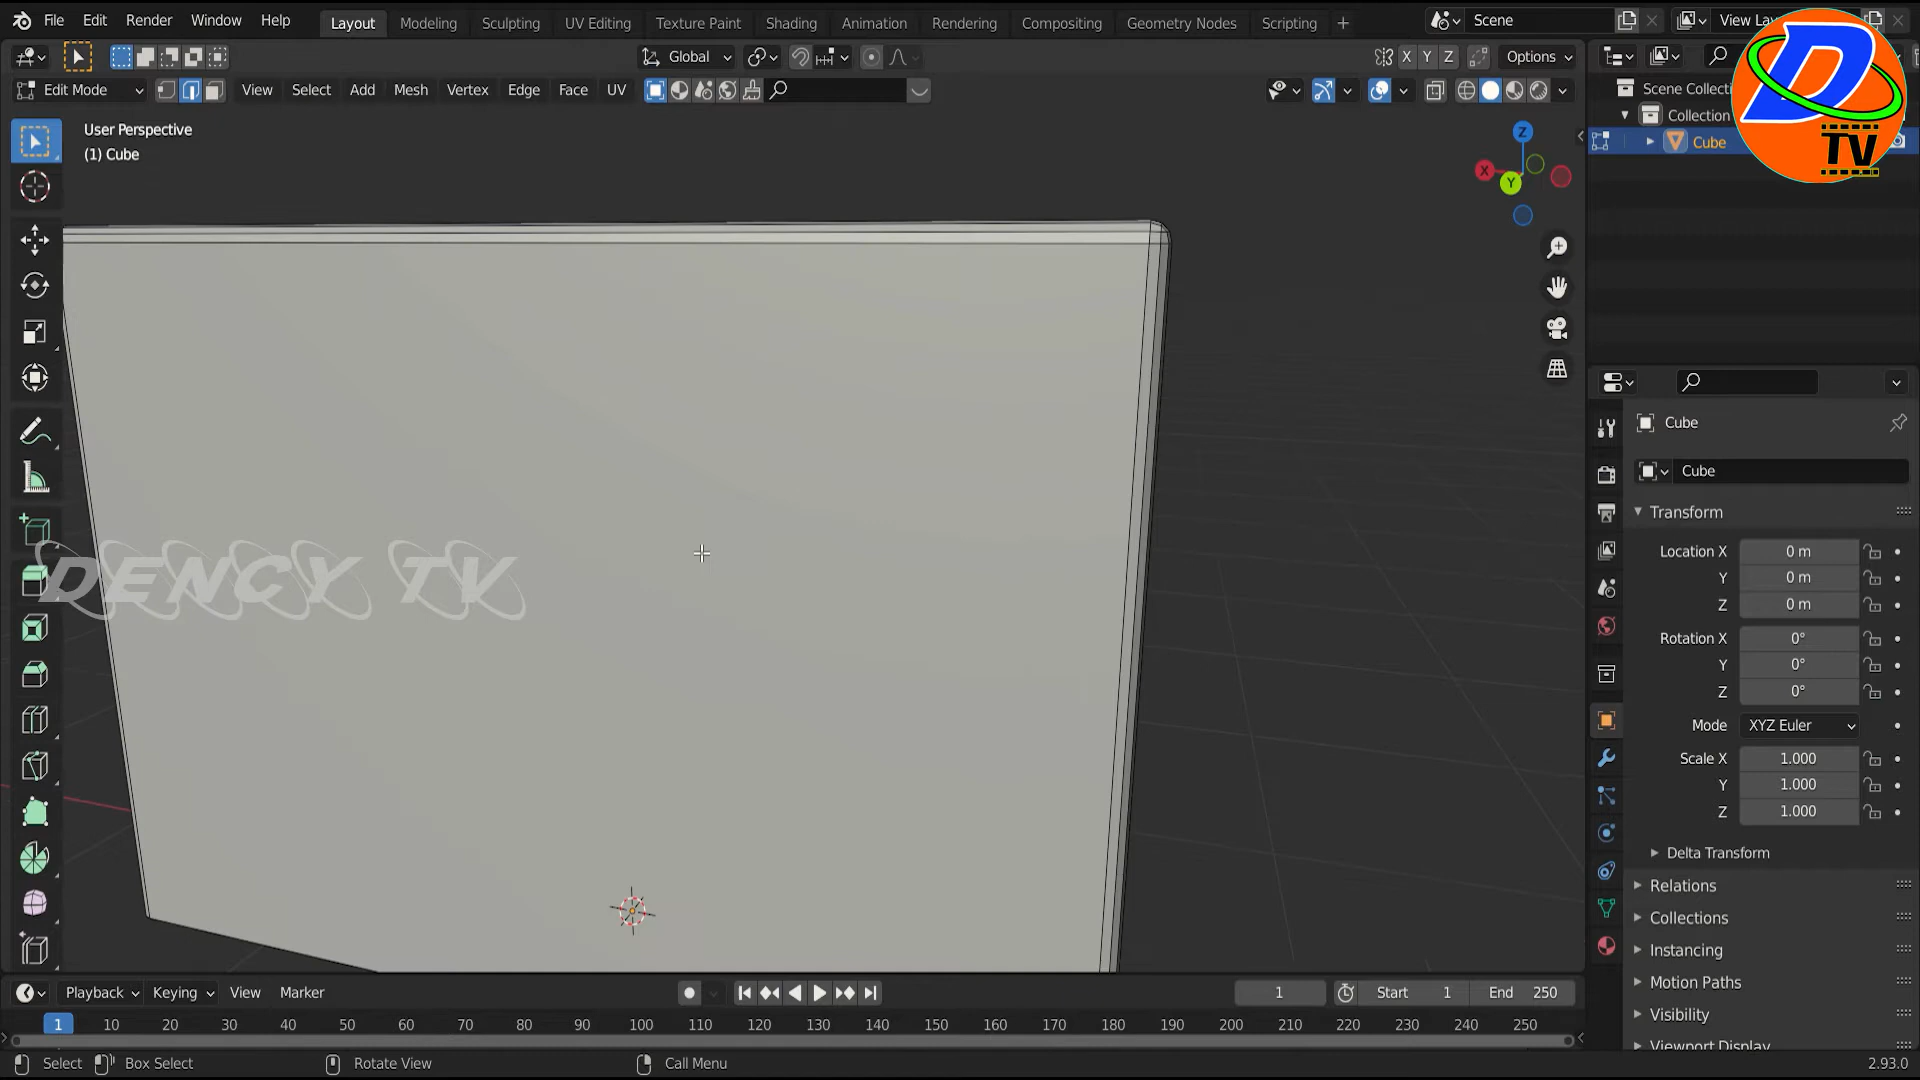 File Edit Render Window Help Layout Modeling Sculpting UV Editing Texture Paint Shading Animation Rendering Compositing Geometry Nodes Scripting + Scene
Global X Y Z Options
Edit Mode View Select Add Mesh Vertex Edge Face UV
User Perspective
(1) Cube
Z
X
Y
D
TV
Collection
Cube
Cube
Cube
Transform
Location X 0 m
Y 0 m
Z 0 m
Rotation X 0°
Y 0°
Z 0°
Mode XYZ Euler
Scale X 1.000
Y 1.000
Z 1.000
Delta Transform
Relations
Collections
Instancing
Motion Paths
Visibility
Viewport Display
DENCY TV
Playback Keying View Marker 1 Start 1 End 250
1 10 20 30 40 50 60 70 80 90 100 110 120 130 140 150 160 170 180 190 200 210 220 230 240 250
Select Box Select Rotate View Call Menu 2.93.0